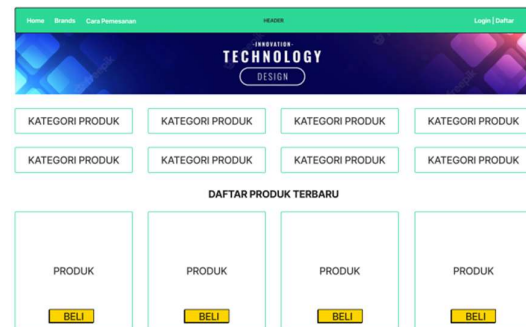 Home Brands Cara Pemesanan HEADER Login | Daftar
-INNOVATION-
TECHNOLOGY
DESIGN
KATEGORI PRODUK KATEGORI PRODUK KATEGORI PRODUK KATEGORI PRODUK
KATEGORI PRODUK KATEGORI PRODUK KATEGORI PRODUK KATEGORI PRODUK
DAFTAR PRODUK TERBARU
PRODUK PRODUK PRODUK PRODUK
BELI BELI BELI BELI